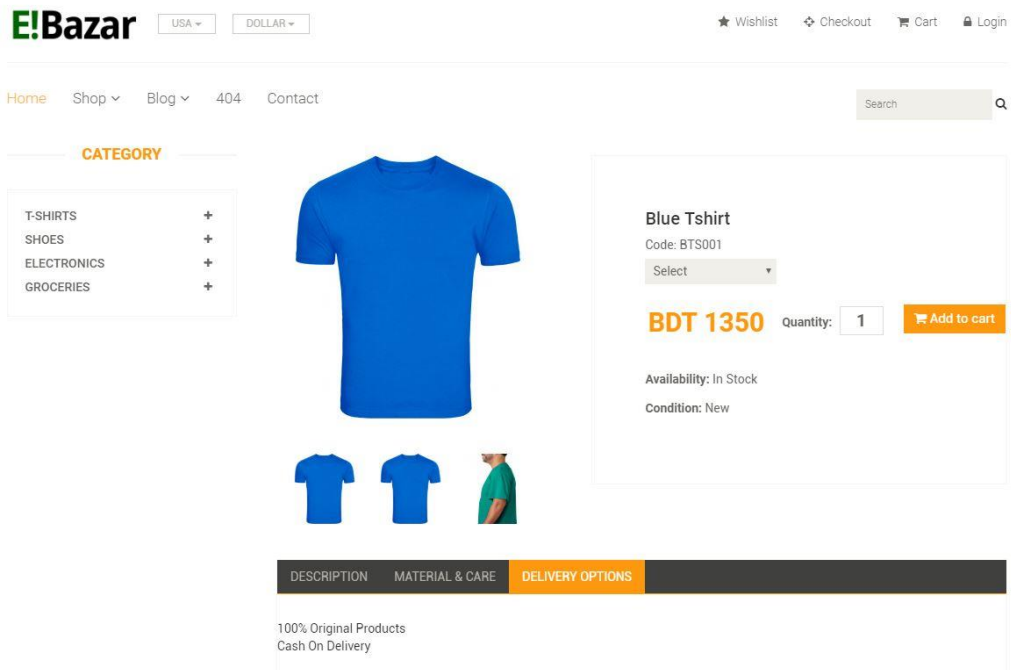 E!Bazar
USA
DOLLAR
Wishlist
Checkout
Cart
Login
Home
Shop
Blog
404
Contact
Search
CATEGORY
T-SHIRTS
SHOES
ELECTRONICS
GROCERIES
Blue Tshirt
Code: BTS001
Select
BDT 1350 Quantity: 1 Add to cart
Availability: In Stock
Condition: New
DESCRIPTION
MATERIAL & CARE
DELIVERY OPTIONS
100% Original Products
Cash On Delivery